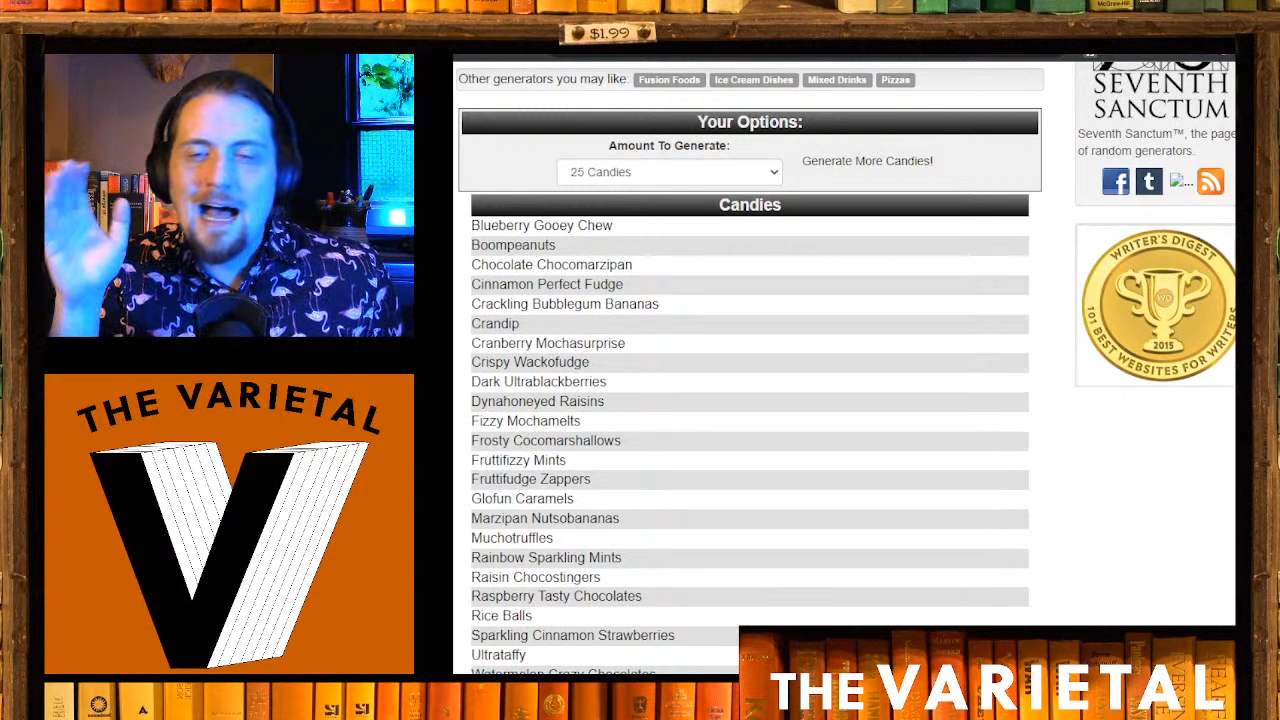 $1.99
Other generators you may like: Fusion Foods Ice Cream Dishes Mixed Drinks Pizzas
Your Options:
Amount To Generate:
25 Candies
Generate More Candies!
Candies
Blueberry Gooey Chew
Boompeanuts
Chocolate Chocomarzipan
Cinnamon Perfect Fudge
Crackling Bubblegum Bananas
Crandip
Cranberry Mochasurprise
Crispy Wackofudge
Dark Ultrablackberries
Dynahoneyed Raisins
Fizzy Mochamelts
Frosty Cocomarshallows
Fruttifizzy Mints
Fruttifudge Zappers
Glofun Caramels
Marzipan Nutsobananas
Muchotruffles
Rainbow Sparkling Mints
Raisin Chocostingers
Raspberry Tasty Chocolates
Rice Balls
Sparkling Cinnamon Strawberries
Ultrataffy
Watermelon Crazy Chocolates
SEVENTH
SANCTUM
Seventh Sanctum™, the page
of random generators.
WRITER'S DIGEST
WD
2015
101 BEST WEBSITES FOR WRITERS
THE VARIETAL
V
THE VARIETAL